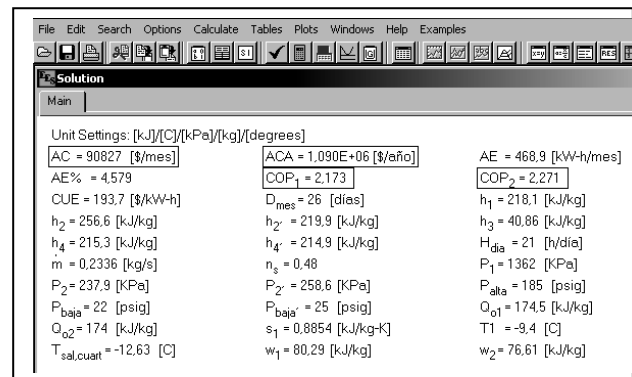 File Edit Search Options Calculate Tables Plots Windows Help Examples
EES Solution
Main
Unit Settings: [kJ]/[C]/[kPa]/[kg]/[degrees]
AC = 90827 [$/mes] ACA = 1,090E+06 [$/año] AE = 468,9 [kW-h/mes]
AE% = 4,579 COP1 = 2,173 COP2 = 2,271
CUE = 193,7 [$/kW-h] Dmes = 26 [días] h1 = 218,1 [kJ/kg]
h2 = 256,6 [kJ/kg] h2' = 219,9 [kJ/kg] h3 = 40,86 [kJ/kg]
h4 = 215,3 [kJ/kg] h4' = 214,9 [kJ/kg] Hdia = 21 [h/día]
ṁ = 0,2336 [kg/s] ns = 0,48 P1 = 1362 [KPa]
P2 = 237,9 [KPa] P2' = 258,6 [KPa] Palta = 185 [psig]
Pbaja = 22 [psig] Pbaja' = 25 [psig] Qo1 = 174,5 [kJ/kg]
Qo2 = 174 [kJ/kg] s1 = 0,8854 [kJ/kg-K] T1 = -9,4 [C]
Tsal,cuart = -12,63 [C] w1 = 80,29 [kJ/kg] w2 = 76,61 [kJ/kg]